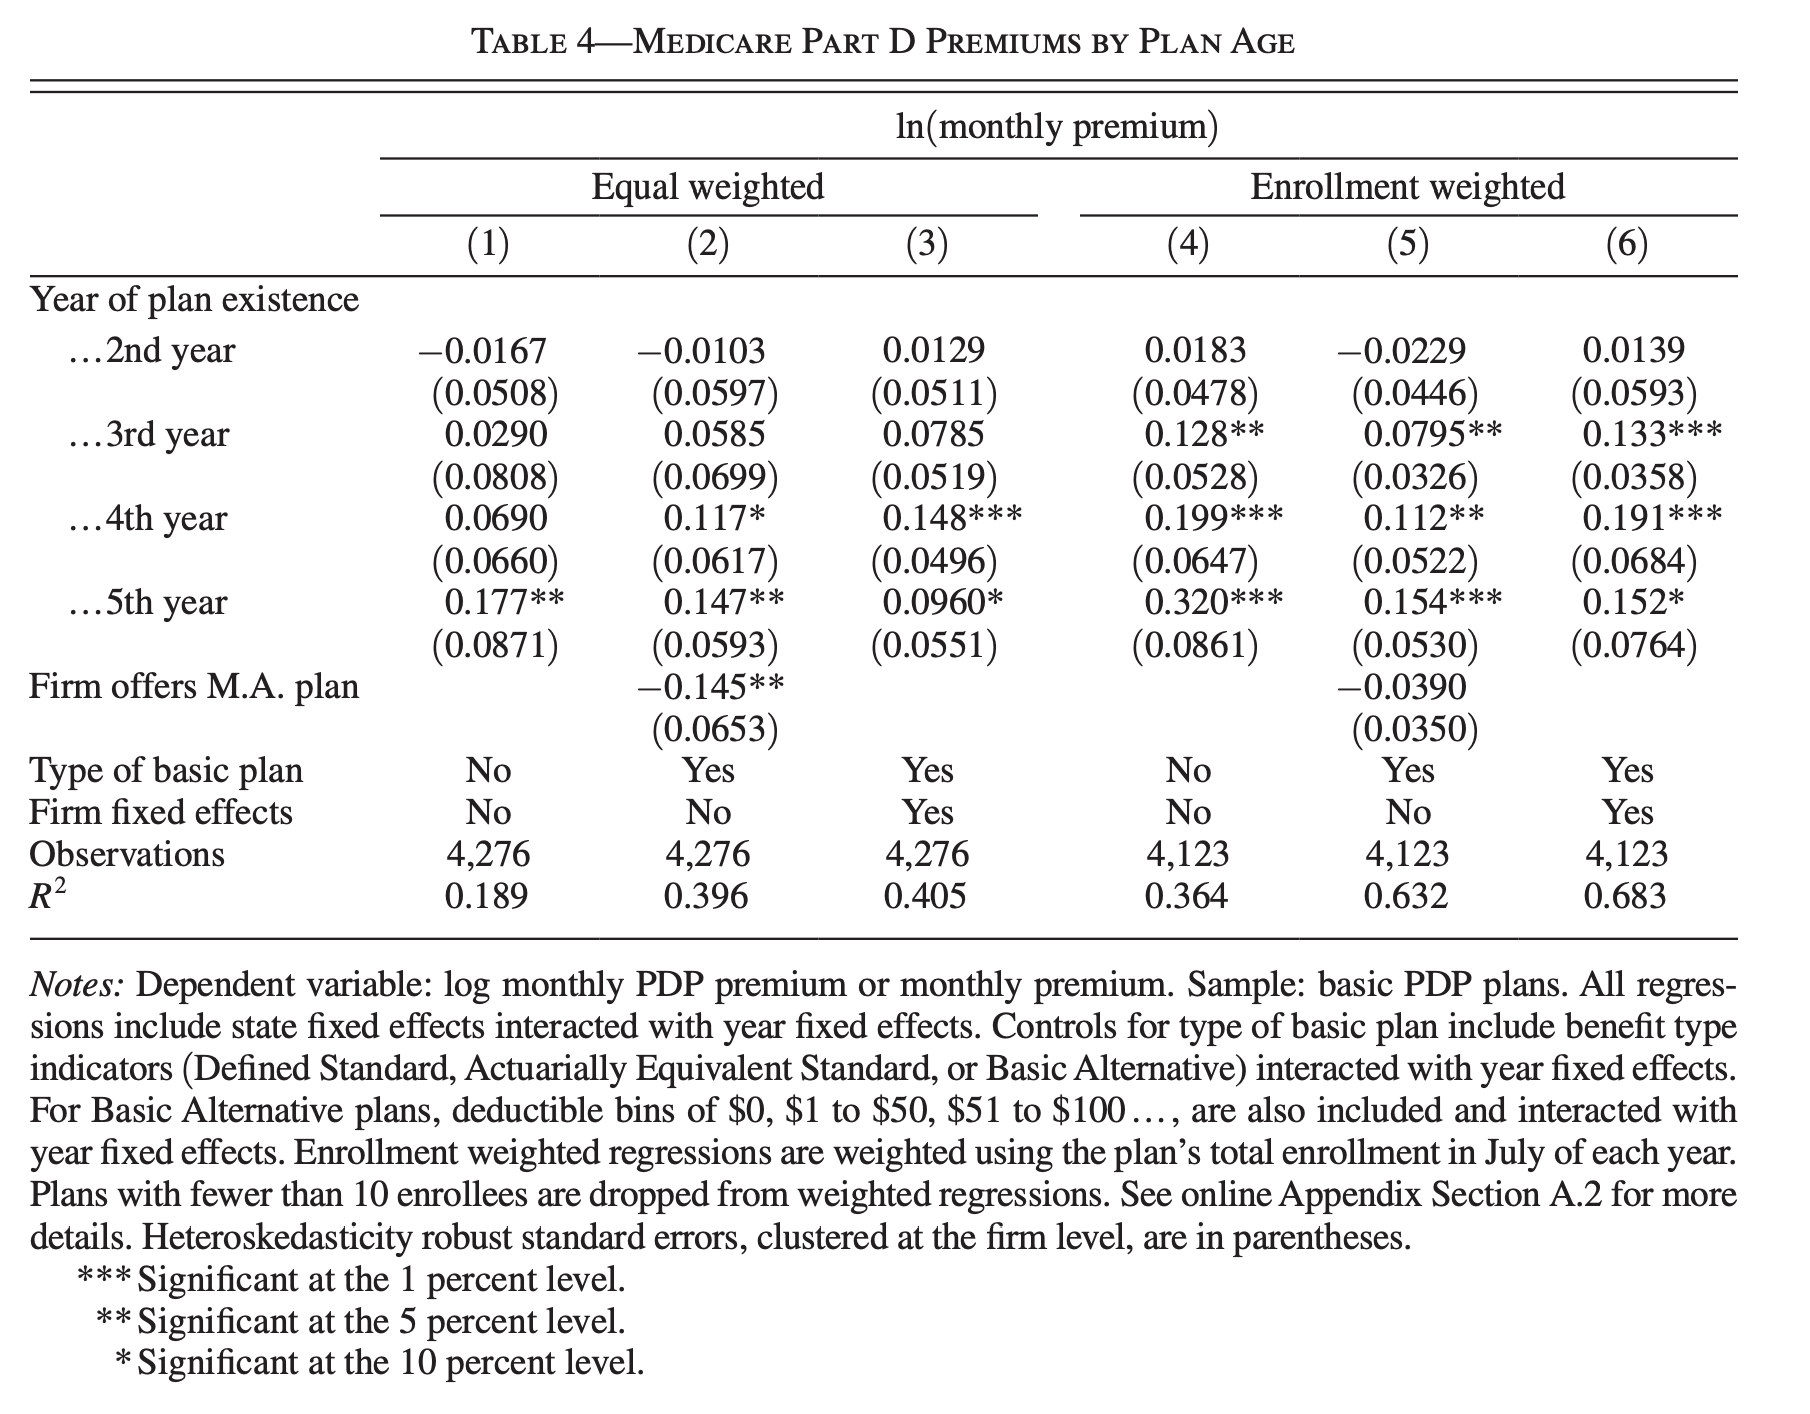 TABLE 4—MEDICARE PART D PREMIUMS BY PLAN AGE
ln(monthly premium)
Equal weighted Enrollment weighted
(1) (2) (3) (4) (5) (6)
Year of plan existence
…2nd year −0.0167 −0.0103 0.0129 0.0183 −0.0229 0.0139
(0.0508) (0.0597) (0.0511) (0.0478) (0.0446) (0.0593)
…3rd year 0.0290 0.0585 0.0785 0.128** 0.0795** 0.133***
(0.0808) (0.0699) (0.0519) (0.0528) (0.0326) (0.0358)
…4th year 0.0690 0.117* 0.148*** 0.199*** 0.112** 0.191***
(0.0660) (0.0617) (0.0496) (0.0647) (0.0522) (0.0684)
…5th year 0.177** 0.147** 0.0960* 0.320*** 0.154*** 0.152*
(0.0871) (0.0593) (0.0551) (0.0861) (0.0530) (0.0764)
Firm offers M.A. plan −0.145** −0.0390
(0.0653) (0.0350)
Type of basic plan No Yes Yes No Yes Yes
Firm fixed effects No No Yes No No Yes
Observations 4,276 4,276 4,276 4,123 4,123 4,123
R² 0.189 0.396 0.405 0.364 0.632 0.683
Notes: Dependent variable: log monthly PDP premium or monthly premium. Sample: basic PDP plans. All regres-
sions include state fixed effects interacted with year fixed effects. Controls for type of basic plan include benefit type
indicators (Defined Standard, Actuarially Equivalent Standard, or Basic Alternative) interacted with year fixed effects.
For Basic Alternative plans, deductible bins of $0, $1 to $50, $51 to $100…, are also included and interacted with
year fixed effects. Enrollment weighted regressions are weighted using the plan's total enrollment in July of each year.
Plans with fewer than 10 enrollees are dropped from weighted regressions. See online Appendix Section A.2 for more
details. Heteroskedasticity robust standard errors, clustered at the firm level, are in parentheses.
*** Significant at the 1 percent level.
** Significant at the 5 percent level.
* Significant at the 10 percent level.